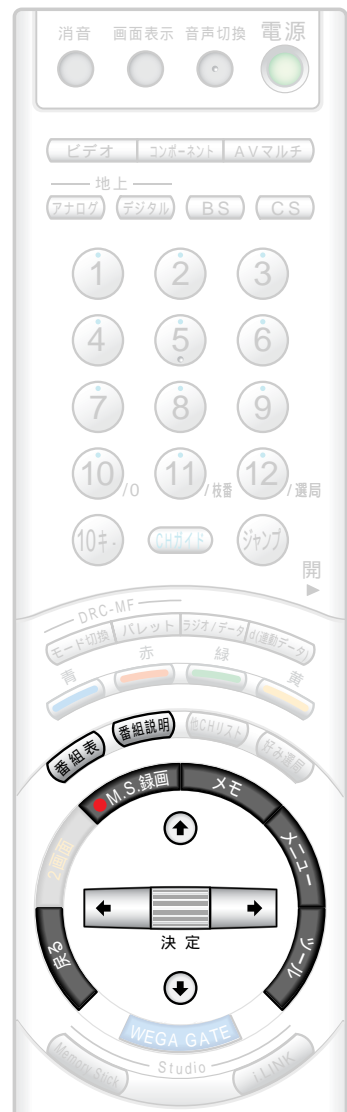 消音 画面表示 音声切換 電源
ビデオ コンポーネント AVマルチ
地上
アナログ デジタル BS CS
1 2 3
4 5 6
7 8 9
10/0 11/枝番 12/選局
10キー CHガイド ジャンプ
開
DRC-MF
モード切換 パレット ラジオ/データ d(連動データ)
青 赤 緑 黄
番組表 番組説明 他CHリスト 好み選局
M.S.録画 メモ
2画面 メニュー
決定
戻る ツール
WEGA GATE
Memory Stick Studio i.LINK